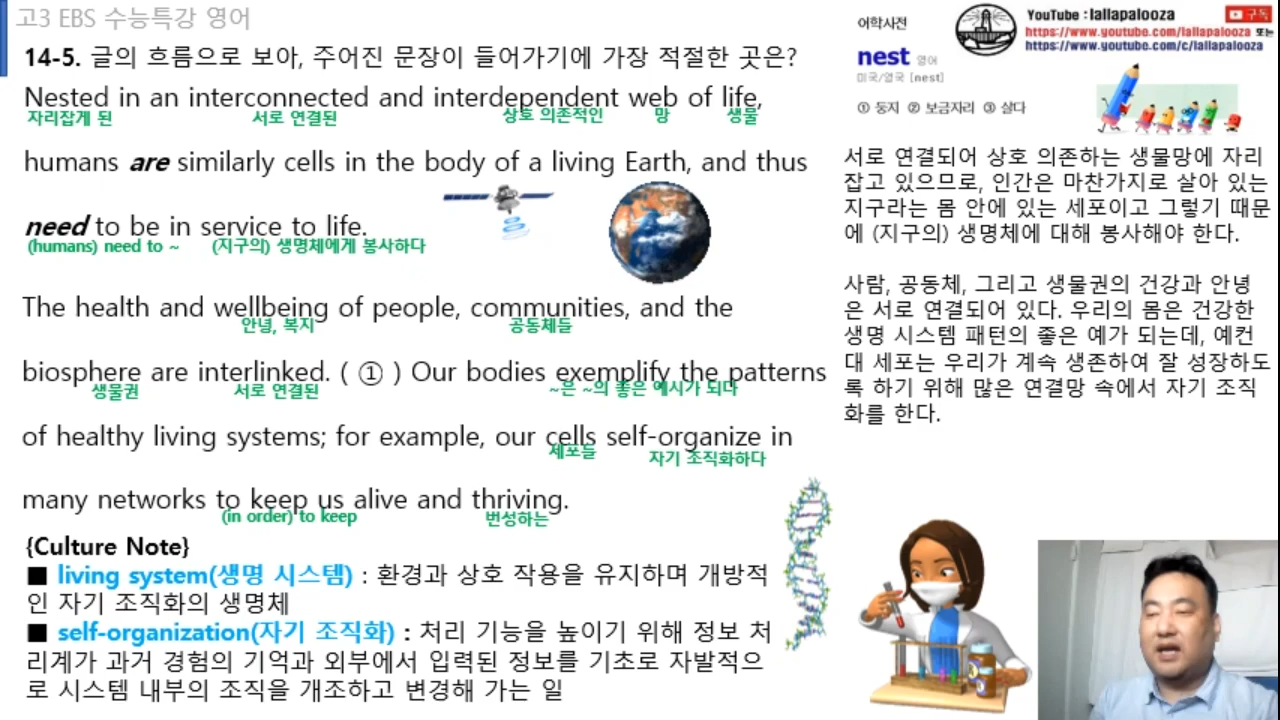 고3 EBS 수능특강 영어
14-5. 글의 흐름으로 보아, 주어진 문장이 들어가기에 가장 적절한 곳은?
Nested in an interconnected and interdependent web of life,
자리잡게 된 서로 연결된 상호 의존적인 망 생물
humans are similarly cells in the body of a living Earth, and thus
need to be in service to life.
(humans) need to ~ (지구의) 생명체에게 봉사하다
The health and wellbeing of people, communities, and the
안녕, 복지 공동체들
biosphere are interlinked. ( ① ) Our bodies exemplify the patterns
생물권 서로 연결된 ~은 ~의 좋은 예시가 되다
of healthy living systems; for example, our cells self-organize in
세포들 자기 조직화하다
many networks to keep us alive and thriving.
(in order) to keep 번성하는
{Culture Note}
■ living system(생명 시스템) : 환경과 상호 작용을 유지하며 개방적
인 자기 조직화의 생명체
■ self-organization(자기 조직화) : 처리 기능을 높이기 위해 정보 처
리계가 과거 경험의 기억과 외부에서 입력된 정보를 기초로 자발적으
로 시스템 내부의 조직을 개조하고 변경해 가는 일
어학사전
nest 영어
미국/영국 [nest]
① 둥지 ② 보금자리 ③ 살다
YouTube : lallapalooza 구독
https://www.youtube.com/lallapalooza 또는
https://www.youtube.com/c/lallapalooza
서로 연결되어 상호 의존하는 생물망에 자리
잡고 있으므로, 인간은 마찬가지로 살아 있는
지구라는 몸 안에 있는 세포이고 그렇기 때문
에 (지구의) 생명체에 대해 봉사해야 한다.
사람, 공동체, 그리고 생물권의 건강과 안녕
은 서로 연결되어 있다. 우리의 몸은 건강한
생명 시스템 패턴의 좋은 예가 되는데, 예컨
대 세포는 우리가 계속 생존하여 잘 성장하도
록 하기 위해 많은 연결망 속에서 자기 조직
화를 한다.